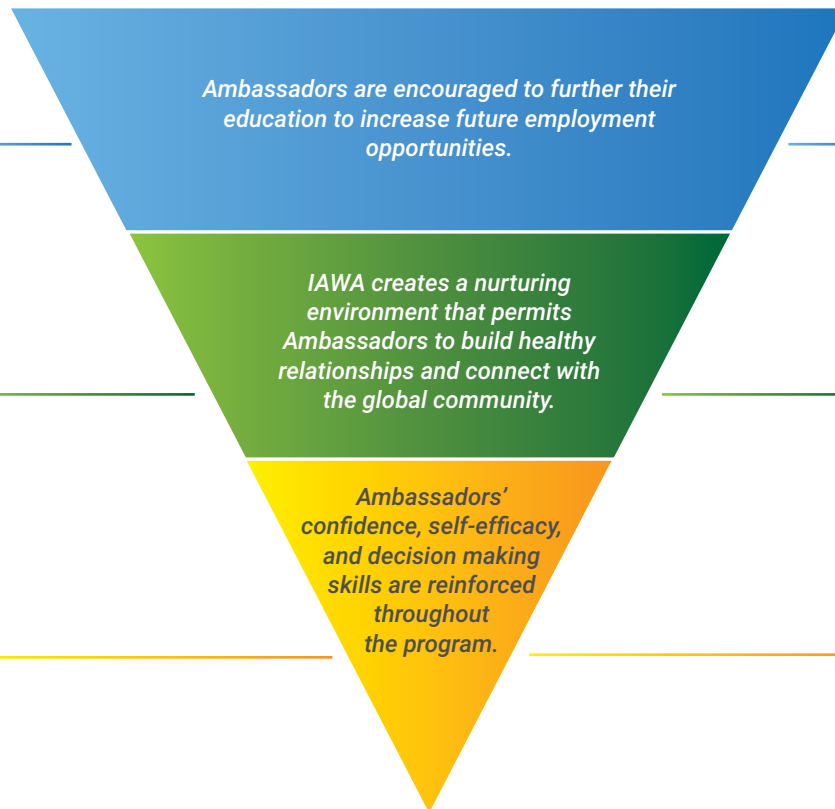 Ambassadors are encouraged to further their
education to increase future employment
opportunities.
IAWA creates a nurturing
environment that permits
Ambassadors to build healthy
relationships and connect with
the global community.
Ambassadors’
confidence, self-efficacy,
and decision making
skills are reinforced
throughout
the program.